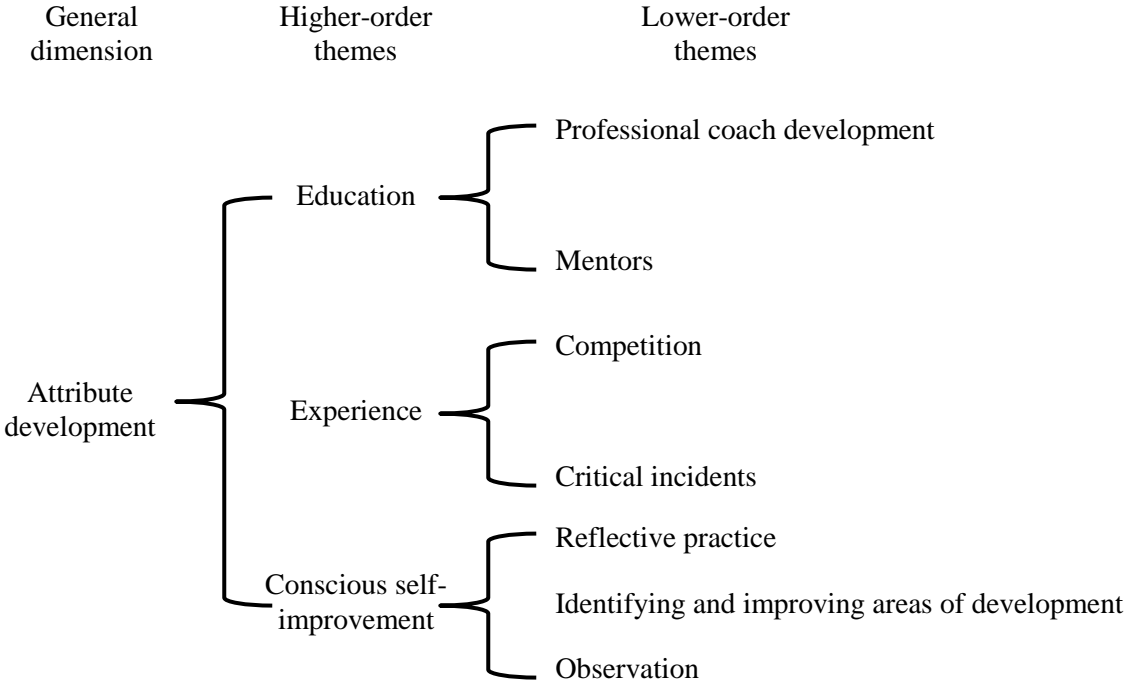 General
dimension
Higher-order
themes
Lower-order
themes
Professional coach development
Education
Mentors
Competition
Attribute
development
Experience
Critical incidents
Reflective practice
Conscious self-
improvement
Identifying and improving areas of development
Observation